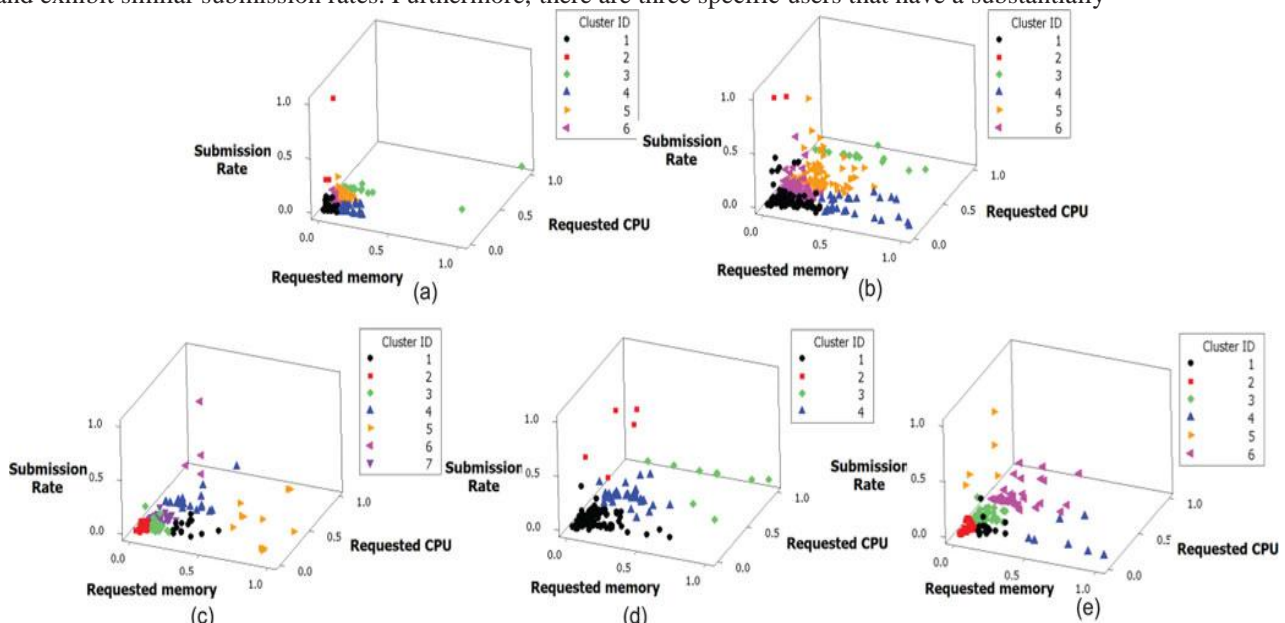 and exhibit similar submission rates. Furthermore, there are three specific users that have a substantially
Cluster ID
1
2
3
4
5
6
1.0
Submission
Rate
0.5
0.0
0.0
0.5
1.0
Requested memory
0.0
0.5
1.0
Requested CPU
(a)
Cluster ID
1
2
3
4
5
6
1.0
Submission
Rate
0.5
0.0
0.0
0.5
1.0
Requested memory
0.0
0.5
1.0
Requested CPU
(b)
Cluster ID
1
2
3
4
5
6
7
1.0
Submission
Rate
0.5
0.0
0.0
0.5
1.0
Requested memory
0.0
0.5
1.0
Requested CPU
(c)
Cluster ID
1
2
3
4
1.0
Submission
Rate
0.5
0.0
0.0
0.5
1.0
Requested memory
0.0
0.5
1.0
Requested CPU
(d)
Cluster ID
1
2
3
4
5
6
1.0
Submission
Rate
0.5
0.0
0.0
0.5
1.0
Requested memory
0.0
1.0
Requested CPU
(e)